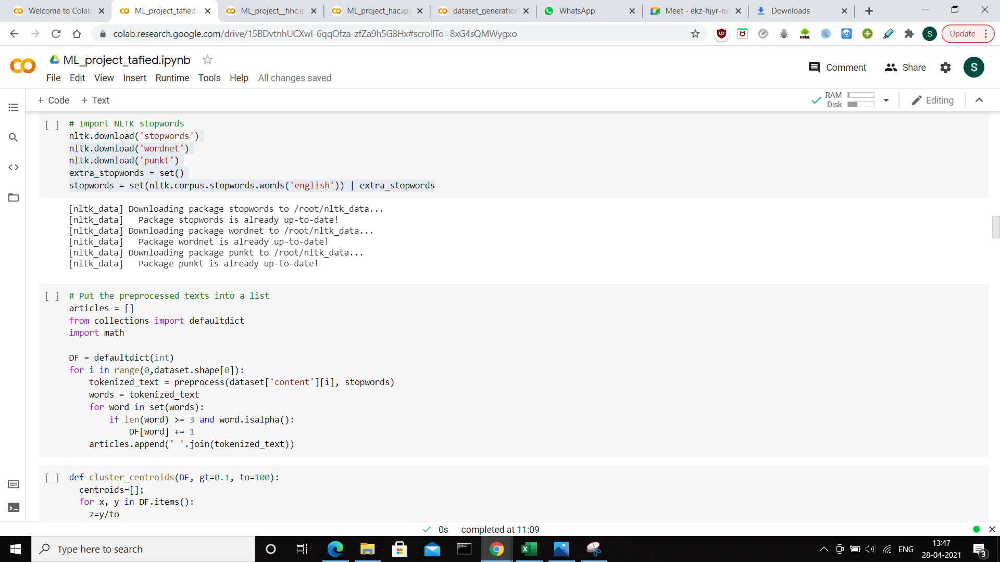 Welcome to Colab
ML_project_tafied.i
ML_project__fihc.ip
ML_project_hac.ipy
dataset_generation
WhatsApp
Meet - ekz-hjyr-ns
Downloads
colab.research.google.com/drive/15BDvtnhUCXwI-6qqOfza-zfZa9h5G8Hx#scrollTo=8xG4sQMWygxo
Update
ML_project_tafied.ipynb
Comment
Share
S
File Edit View Insert Runtime Tools Help All changes saved
+ Code + Text
RAM
Disk
Editing
[ ] # Import NLTK stopwords
nltk.download('stopwords')
nltk.download('wordnet')
nltk.download('punkt')
extra_stopwords = set()
stopwords = set(nltk.corpus.stopwords.words('english')) | extra_stopwords
[nltk_data] Downloading package stopwords to /root/nltk_data...
[nltk_data]   Package stopwords is already up-to-date!
[nltk_data] Downloading package wordnet to /root/nltk_data...
[nltk_data]   Package wordnet is already up-to-date!
[nltk_data] Downloading package punkt to /root/nltk_data...
[nltk_data]   Package punkt is already up-to-date!
[ ] # Put the preprocessed texts into a list
articles = []
from collections import defaultdict
import math
DF = defaultdict(int)
for i in range(0,dataset.shape[0]):
    tokenized_text = preprocess(dataset['content'][i], stopwords)
    words = tokenized_text
    for word in set(words):
        if len(word) >= 3 and word.isalpha():
            DF[word] += 1
    articles.append(' '.join(tokenized_text))
[ ] def cluster_centroids(DF, gt=0.1, to=100):
  centroids=[];
  for x, y in DF.items():
    z=y/to
0s completed at 11:09
Type here to search
ENG
13:47
28-04-2021
3